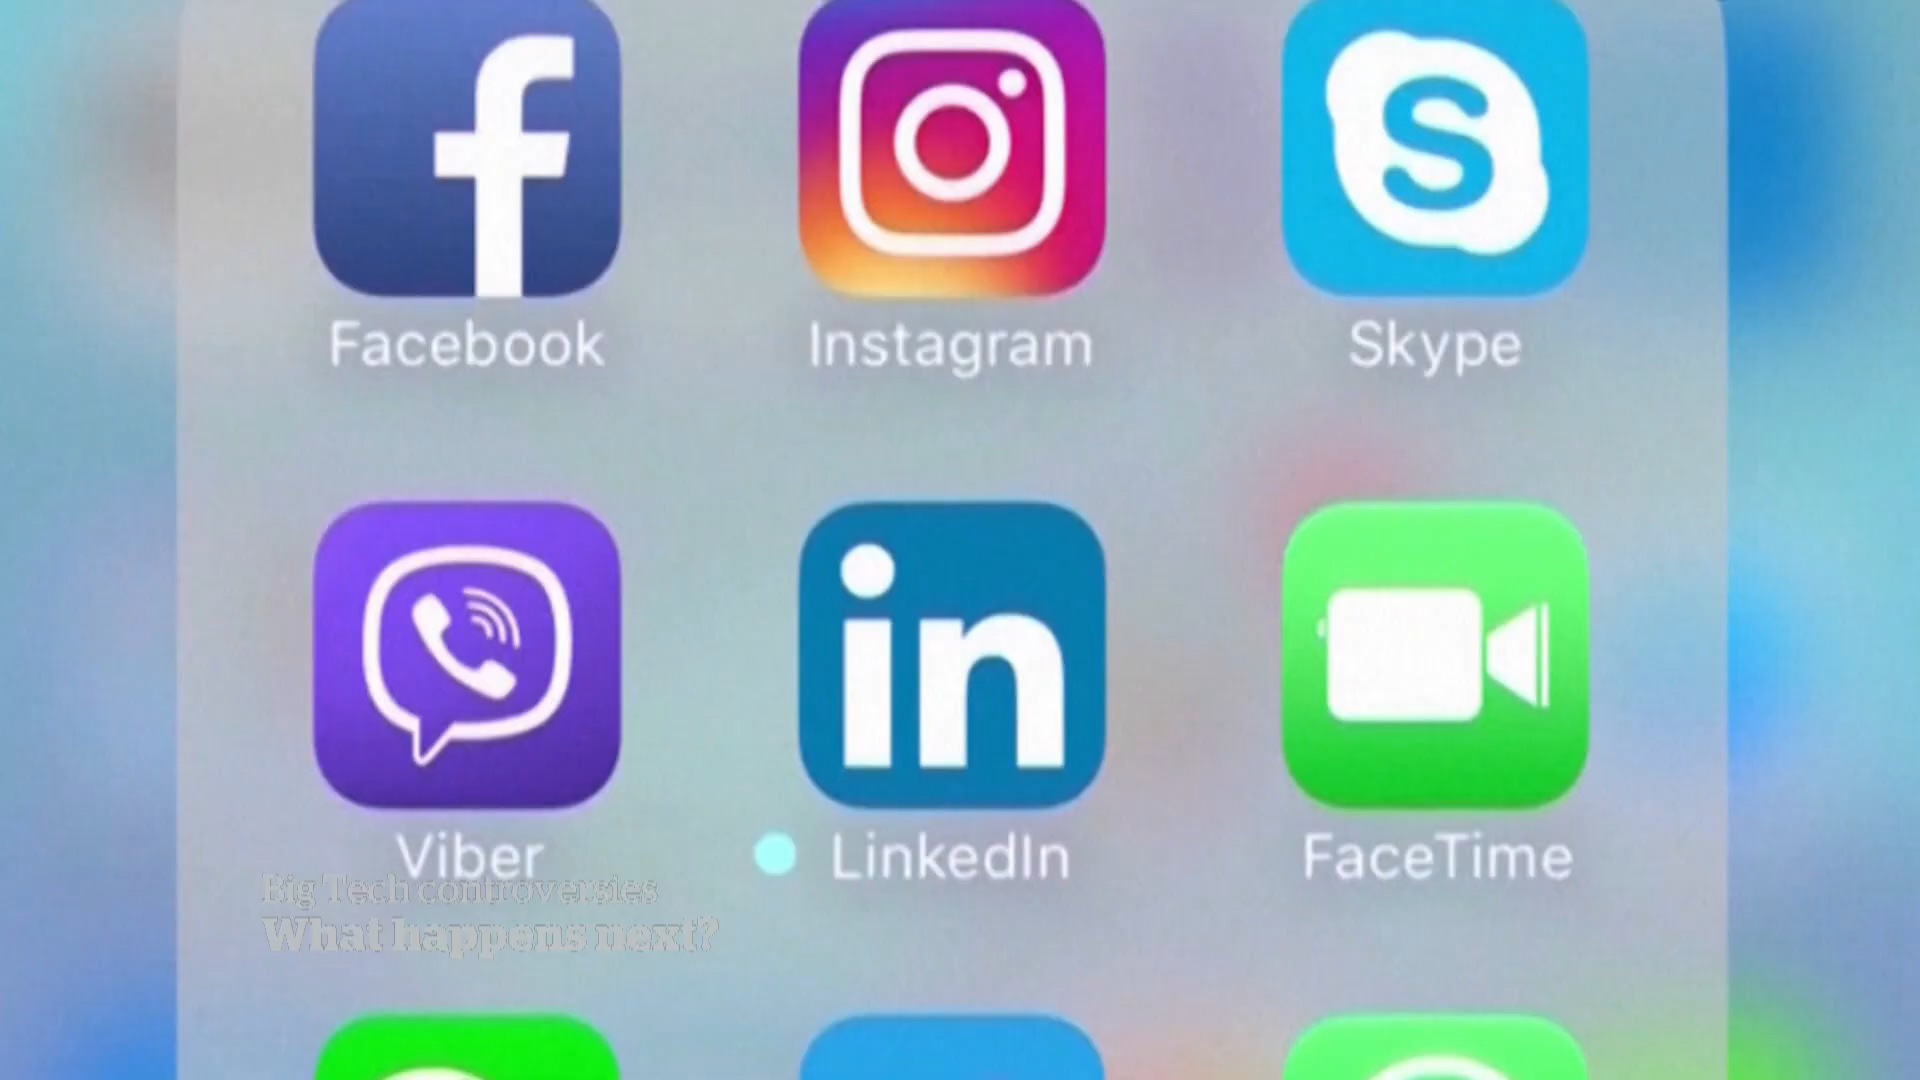 Facebook Instagram Skype
Viber LinkedIn FaceTime
Big Tech controversies
What happens next?